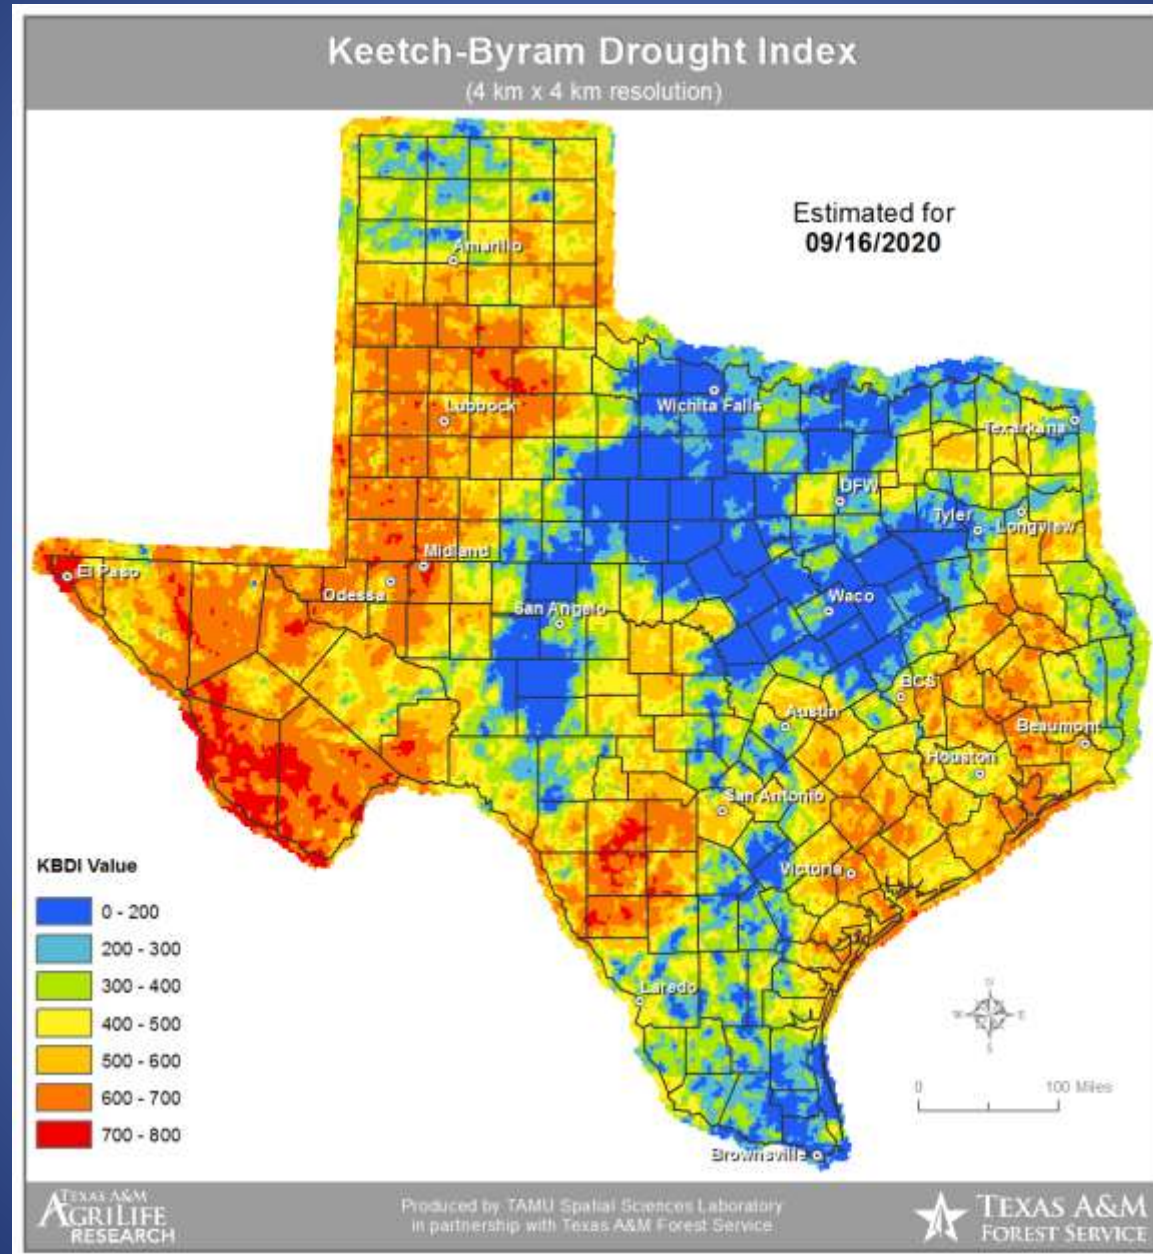 Keetch-Byram Drought Index
(4 km x 4 km resolution)
Estimated for
09/16/2020
Amarillo
Lubbock
Wichita Falls
Texarkana
DFW
Tyler
Longview
Midland
El Paso
Odessa
San Angelo
Waco
BCS
Austin
Beaumont
Houston
San Antonio
Victoria
Laredo
Brownsville
KBDI Value
0 - 200
200 - 300
300 - 400
400 - 500
500 - 600
600 - 700
700 - 800
N
W E
S
0 100 Miles
TEXAS A&M
AGRILIFE
RESEARCH
Produced by TAMU Spatial Sciences Laboratory
in partnership with Texas A&M Forest Service
TEXAS A&M
FOREST SERVICE